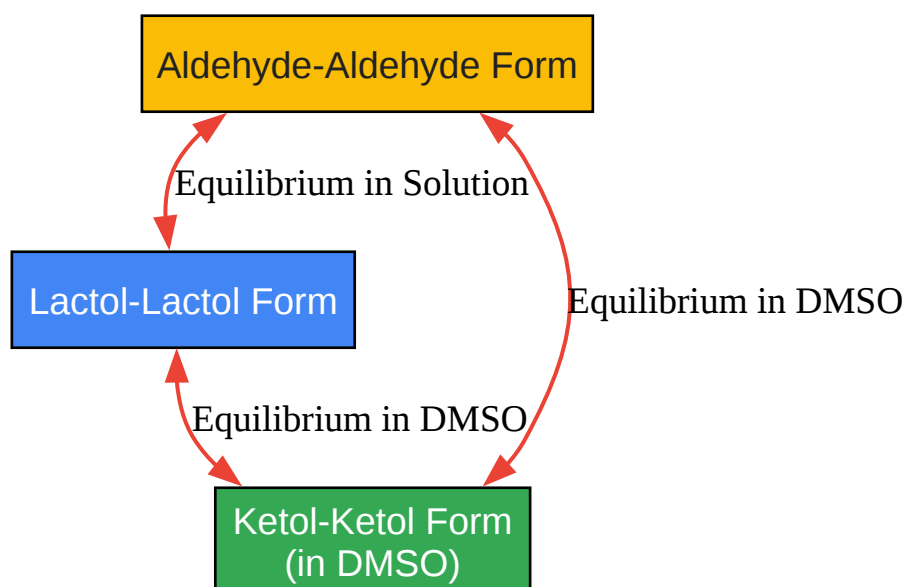 Aldehyde-Aldehyde Form
Equilibrium in Solution
Lactol-Lactol Form
Equilibrium in DMSO
Equilibrium in DMSO
Ketol-Ketol Form
(in DMSO)